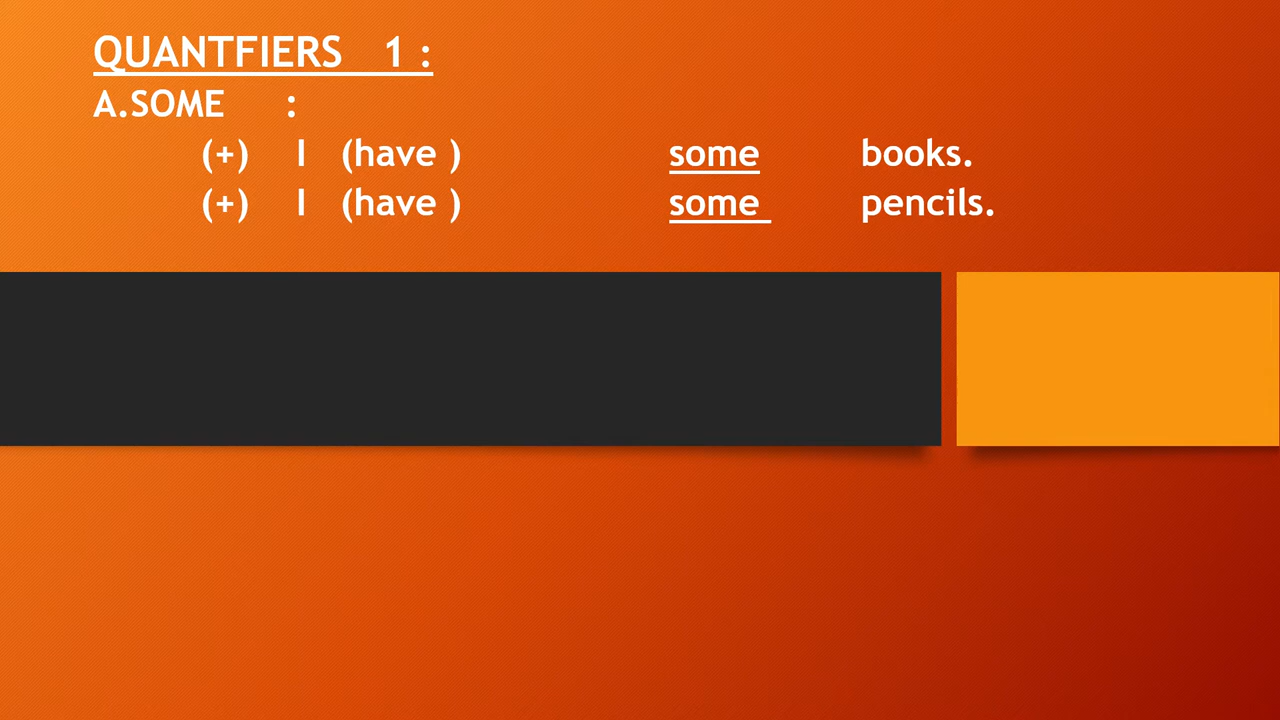 QUANTFIERS 1 :
A.SOME :
(+) I (have ) some books.
(+) I (have ) some pencils.